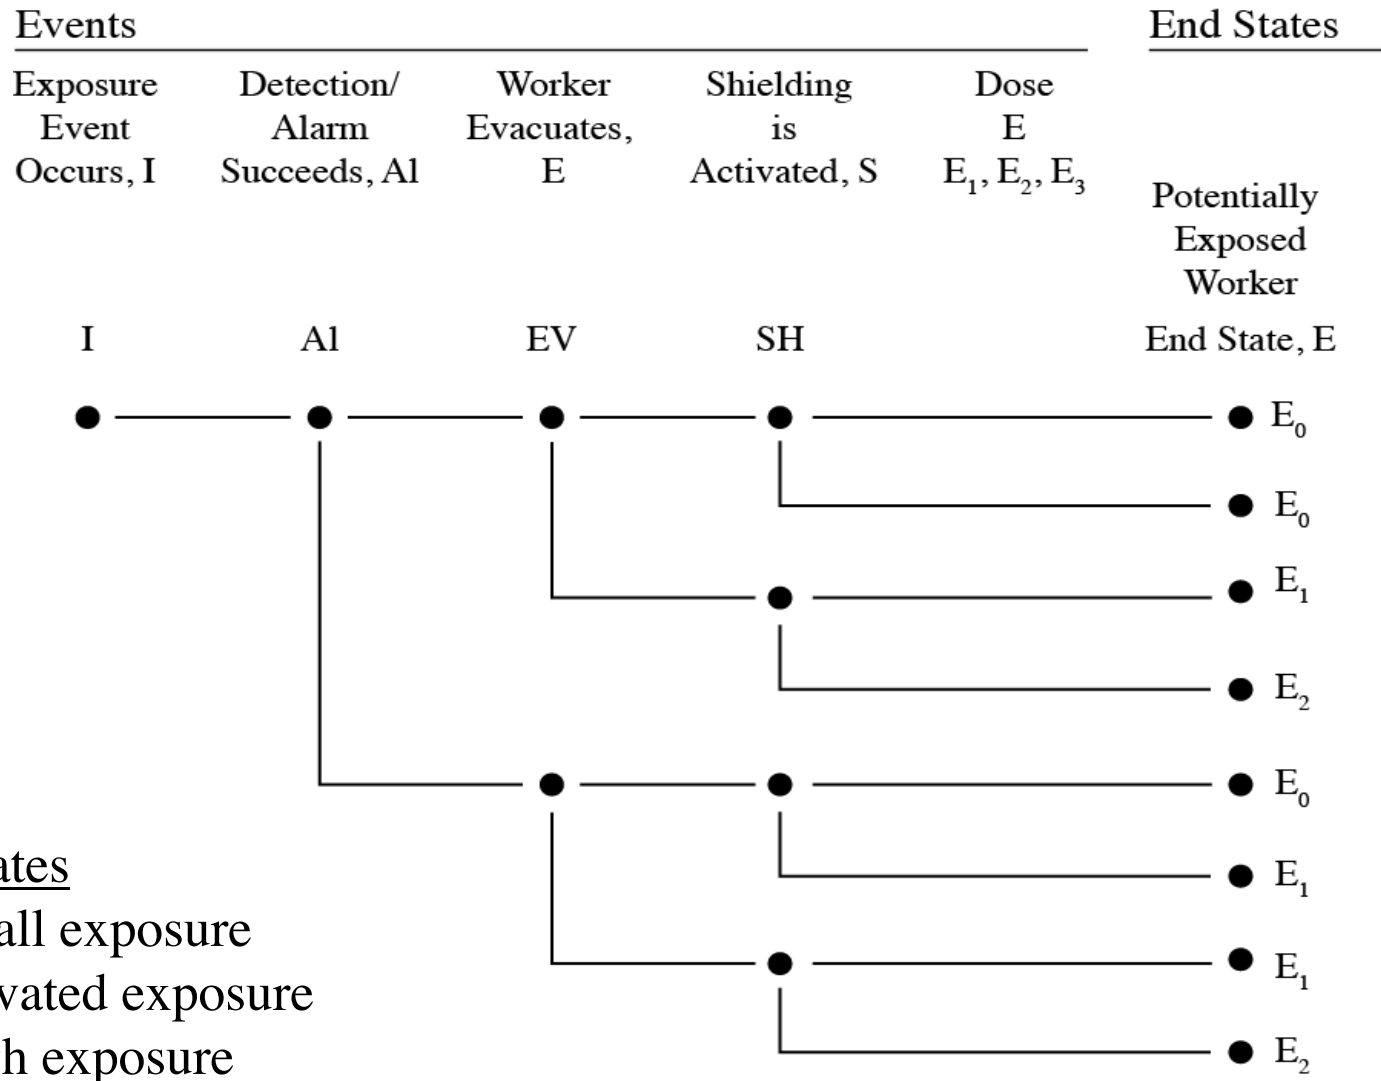 Events
End States
Exposure
Event
Occurs, I
Detection/
Alarm
Succeeds, Al
Worker
Evacuates,
E
Shielding
is
Activated, S
Dose
E
E₁, E₂, E₃
Potentially
Exposed
Worker
I
Al
EV
SH
End State, E
E₀
E₀
E₁
E₂
E₀
E₁
E₁
E₂
ates
all exposure
vated exposure
h exposure